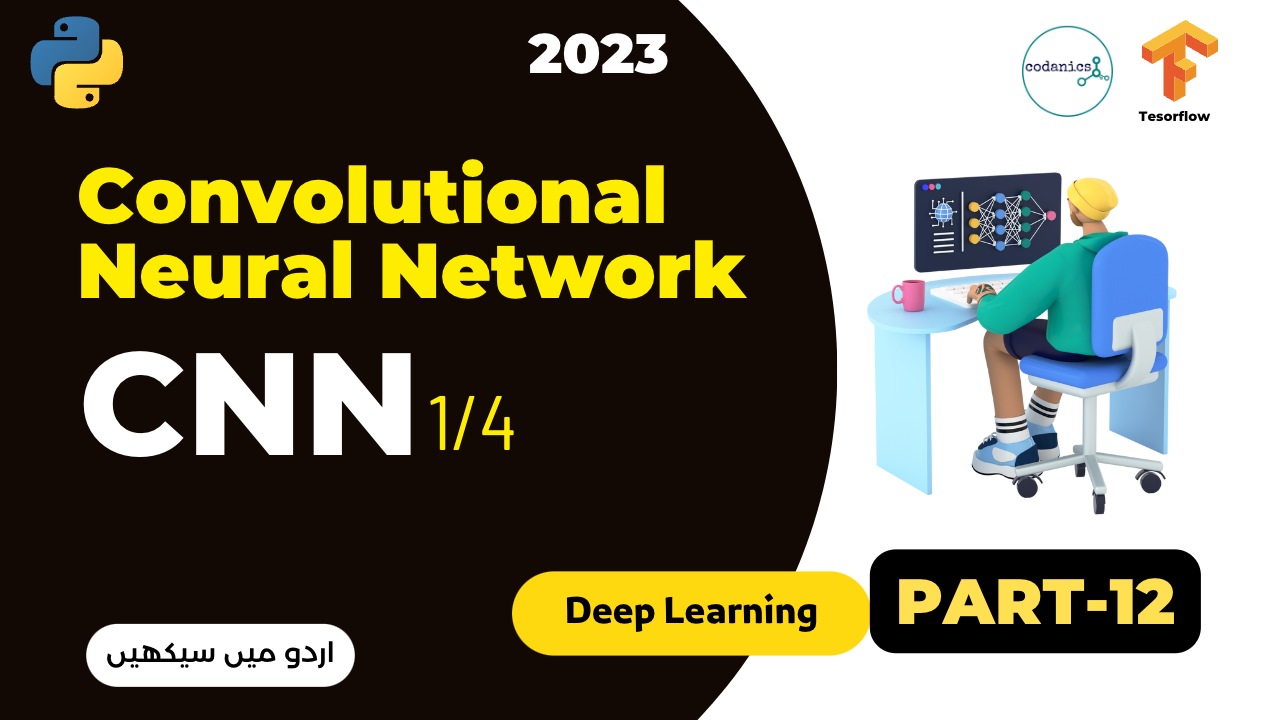 2023
codanics
Tesorflow
Convolutional
Neural Network
CNN 1/4
Deep Learning
PART-12
اردو میں سیکھیں